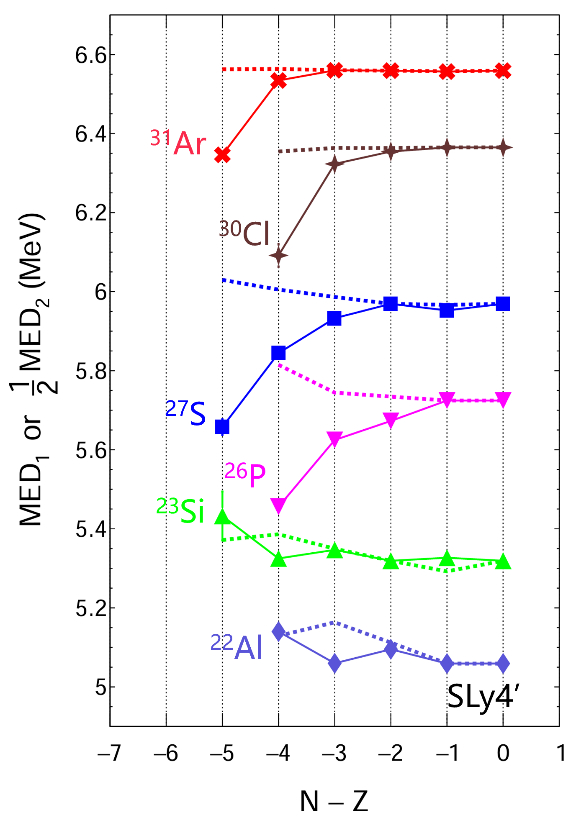 6.6
6.4
6.2
6
5.8
5.6
5.4
5.2
5
MED₁ or ½ MED₂ (MeV)
³¹Ar
³⁰Cl
²⁷S
²⁶P
²³Si
²²Al
SLy4′
−7 −6 −5 −4 −3 −2 −1 0 1
N − Z